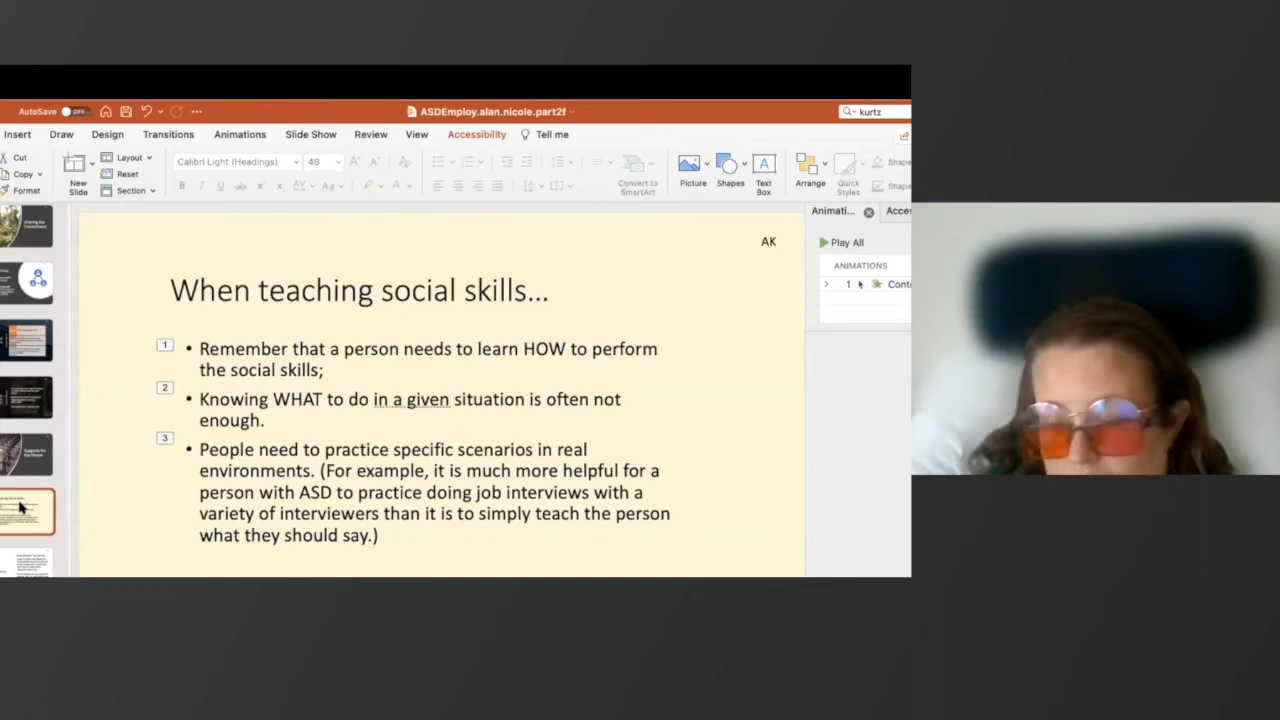 AutoSave OFF ASDEmploy.alan.nicole.part2f kurtz
Insert Draw Design Transitions Animations Slide Show Review View Accessibility Tell me
Cut
Copy
Format
New
Slide
Layout
Reset
Section
Calibri Light (Headings) 48
Convert to
SmartArt
Picture
Shapes
Text
Box
Arrange
Quick
Styles
Shape
Shape
Animati... Acces
Play All
ANIMATIONS
1 Conte
AK
When teaching social skills...
1 • Remember that a person needs to learn HOW to perform
the social skills;
2 • Knowing WHAT to do in a given situation is often not
enough.
3 • People need to practice specific scenarios in real
environments. (For example, it is much more helpful for a
person with ASD to practice doing job interviews with a
variety of interviewers than it is to simply teach the person
what they should say.)